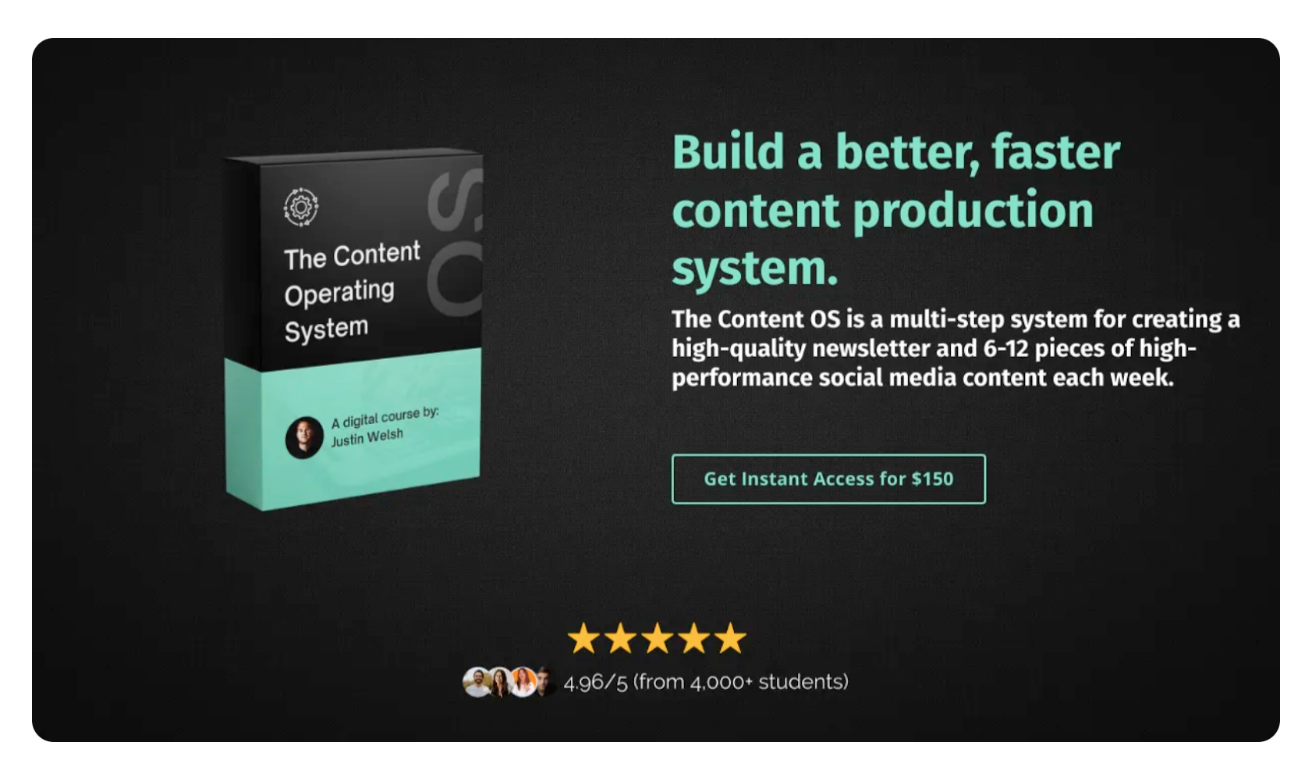 OS
The Content
Operating
System
A digital course by:
Justin Welsh
Build a better, faster
content production
system.
The Content OS is a multi-step system for creating a
high-quality newsletter and 6-12 pieces of high-
performance social media content each week.
Get Instant Access for $150
4.96/5 (from 4,000+ students)